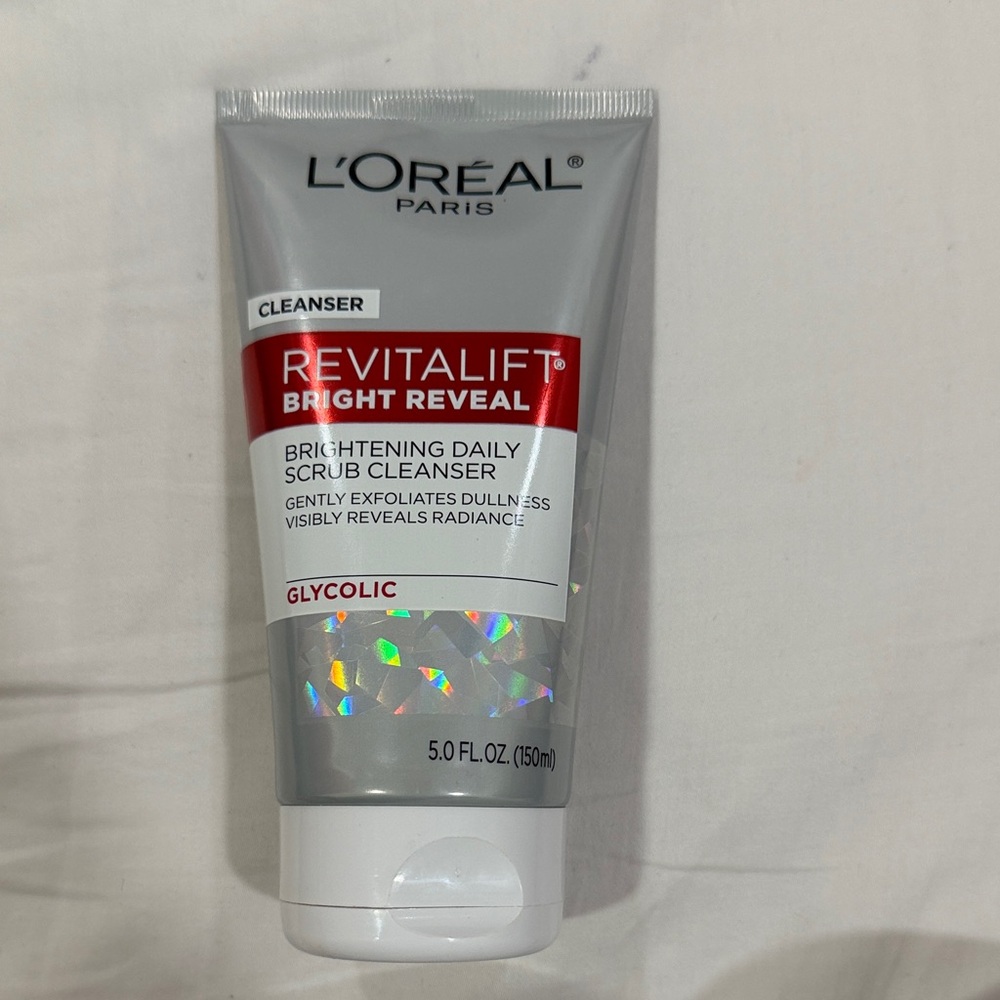 L'ORÉAL®
PARiS
CLEANSER
REVITALIFT®
BRIGHT REVEAL
BRIGHTENING DAILY
SCRUB CLEANSER
GENTLY EXFOLIATES DULLNESS
VISIBLY REVEALS RADIANCE
GLYCOLIC
5.0 FL.OZ. (150ml)